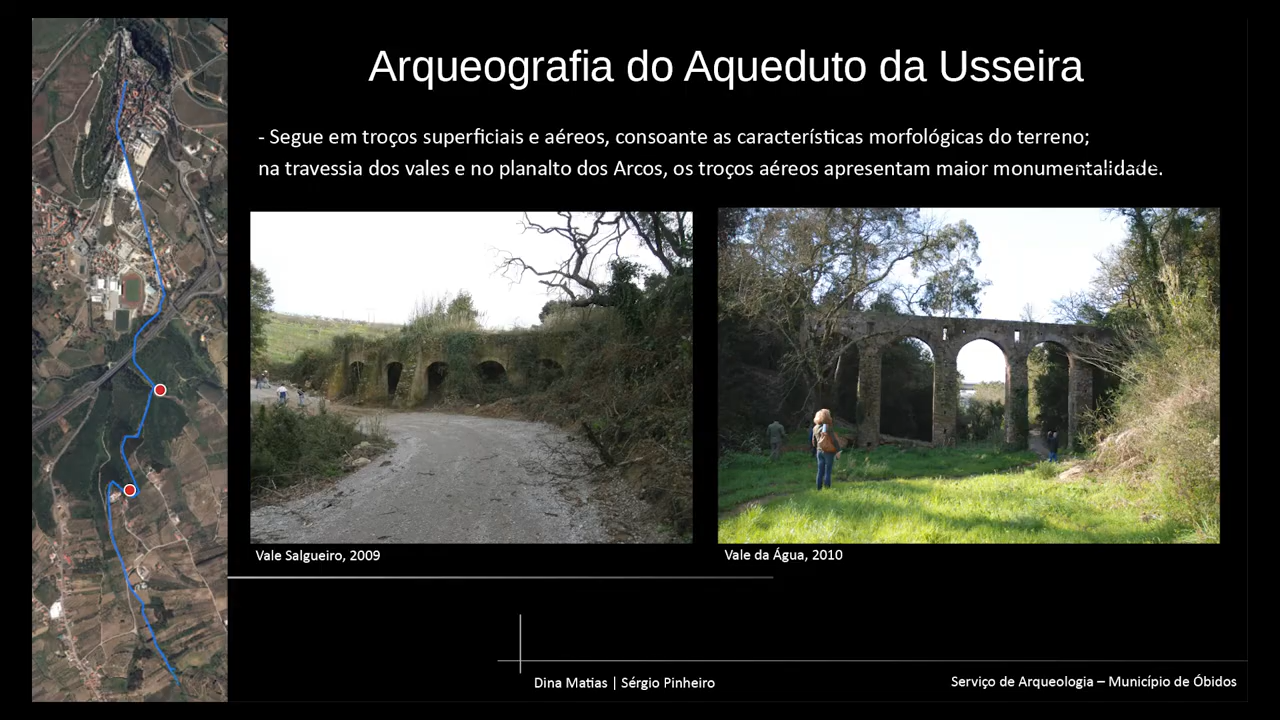 Arqueografia do Aqueduto da Usseira
- Segue em troços superficiais e aéreos, consoante as características morfológicas do terreno;
na travessia dos vales e no planalto dos Arcos, os troços aéreos apresentam maior monumentalidade.
Vale Salgueiro, 2009
Vale da Água, 2010
Dina Matias | Sérgio Pinheiro
Serviço de Arqueologia – Município de Óbidos